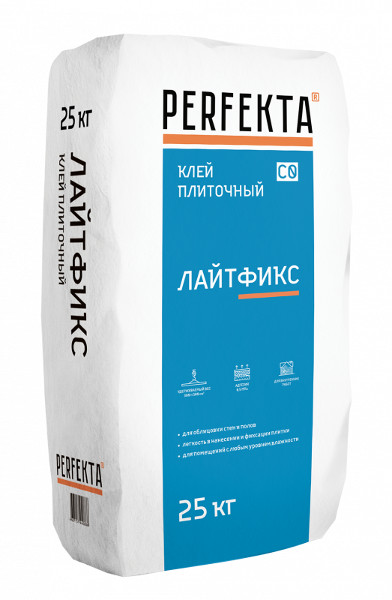 PERFEKTA®
КЛЕЙ
ПЛИТОЧНЫЙ
C0
ЛАЙТФИКС
• для облицовки стен и полов
• легкость в нанесении и фиксации плитки
• для помещений с любым уровнем влажности
25 кг
25 кг
ЛАЙТФИКС
КЛЕЙ ПЛИТОЧНЫЙ
PERFEKTA®